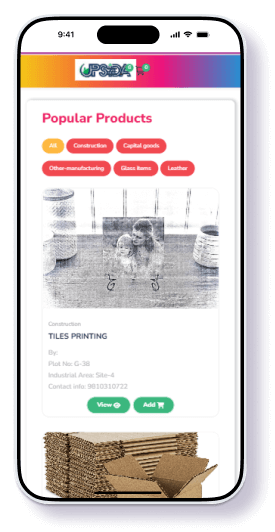 9:41
UPSIDA
0
0
Popular Products
All Construction Capital goods
Other-manufacturing Glass items Leather
Construction
TILES PRINTING
By:
Plot No: G-38
Industrial Area: Site-4
Contact info: 9810310722
View Add